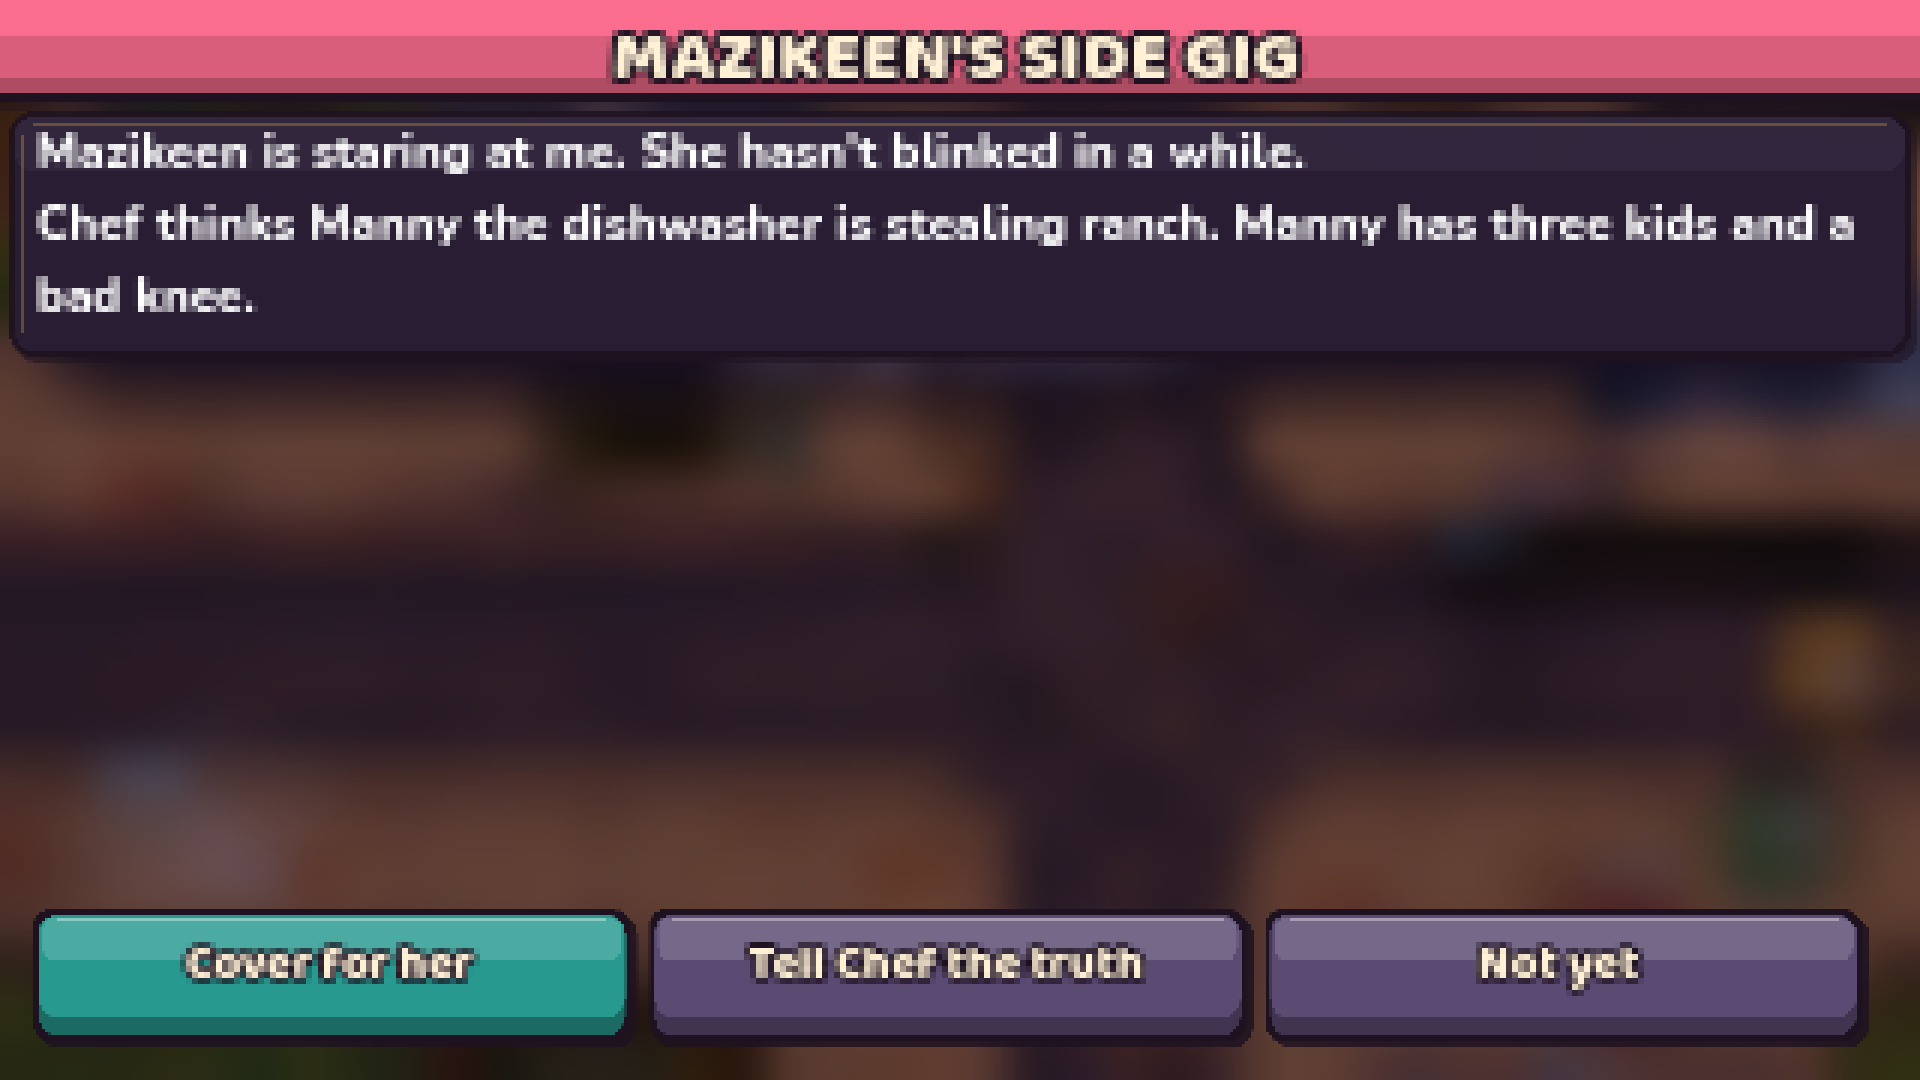 MAZIKEEN'S SIDE GIG
Mazikeen is staring at me. She hasn't blinked in a while.
Chef thinks Manny the dishwasher is stealing ranch. Manny has three kids and a
bad knee.
Cover for her
Tell Chef the truth
Not yet